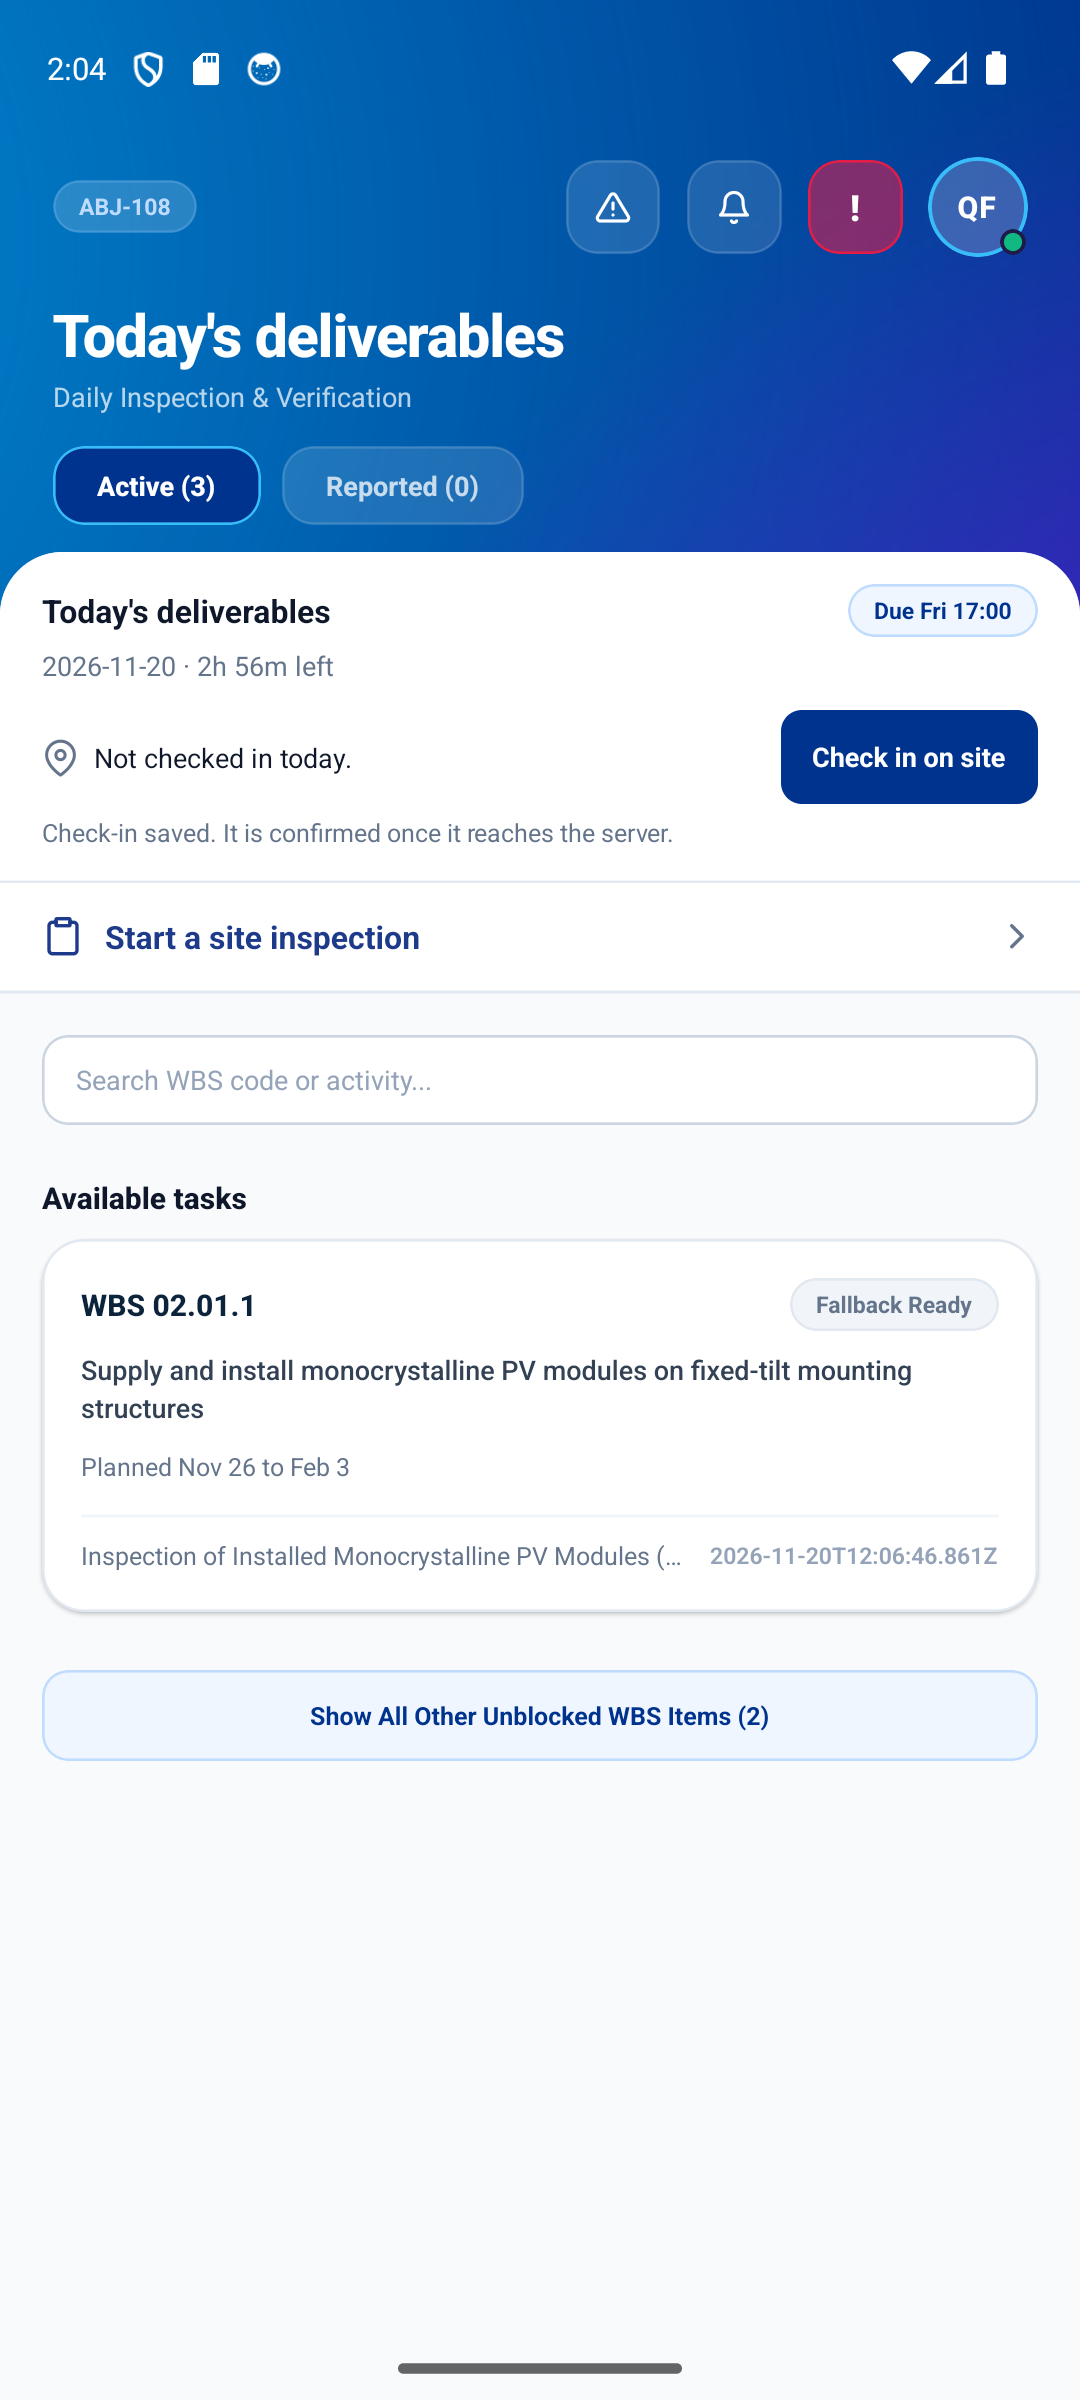 2:04
ABJ-108
!
QF
Today's deliverables
Daily Inspection & Verification
Active (3)
Reported (0)
Today's deliverables
Due Fri 17:00
2026-11-20 · 2h 56m left
Not checked in today.
Check in on site
Check-in saved. It is confirmed once it reaches the server.
Start a site inspection
Search WBS code or activity...
Available tasks
WBS 02.01.1
Fallback Ready
Supply and install monocrystalline PV modules on fixed-tilt mounting
structures
Planned Nov 26 to Feb 3
Inspection of Installed Monocrystalline PV Modules (...
2026-11-20T12:06:46.861Z
Show All Other Unblocked WBS Items (2)